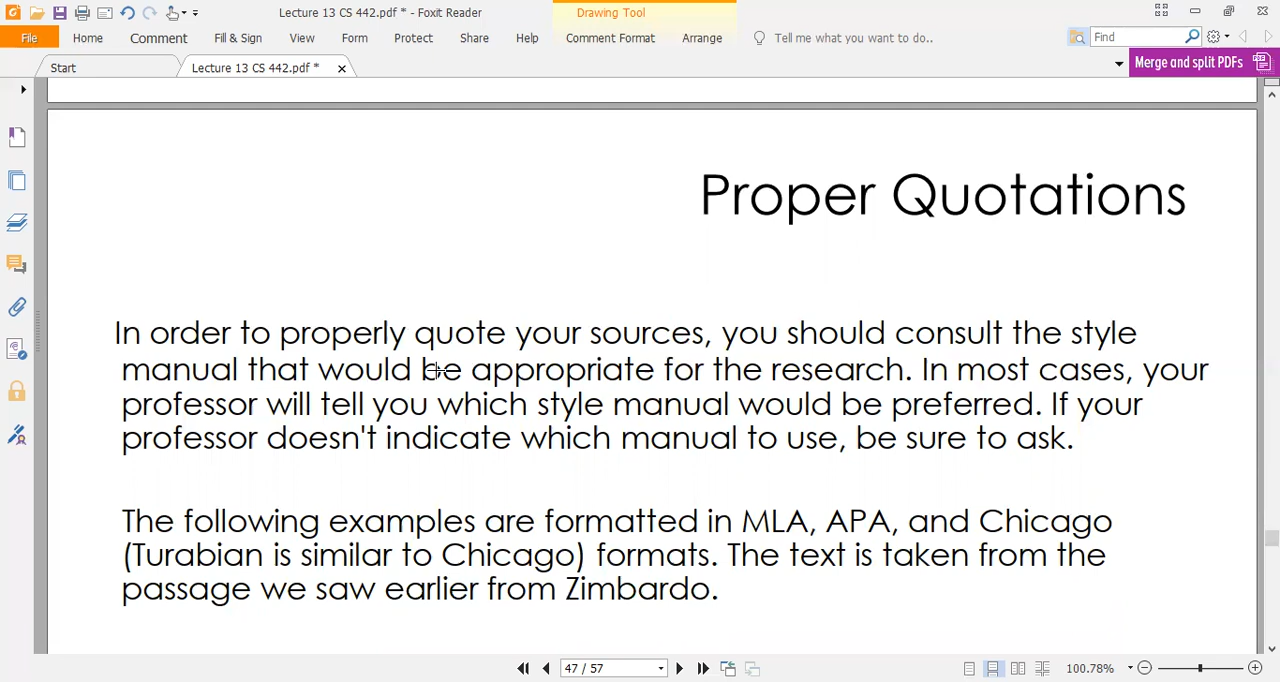 Lecture 13 CS 442.pdf * - Foxit Reader
Drawing Tool
File Home Comment Fill & Sign View Form Protect Share Help Comment Format Arrange Tell me what you want to do.. Find
Start Lecture 13 CS 442.pdf * Merge and split PDFs
Proper Quotations
In order to properly quote your sources, you should consult the style
manual that would be appropriate for the research. In most cases, your
professor will tell you which style manual would be preferred. If your
professor doesn't indicate which manual to use, be sure to ask.
The following examples are formatted in MLA, APA, and Chicago
(Turabian is similar to Chicago) formats. The text is taken from the
passage we saw earlier from Zimbardo.
47 / 57 100.78%